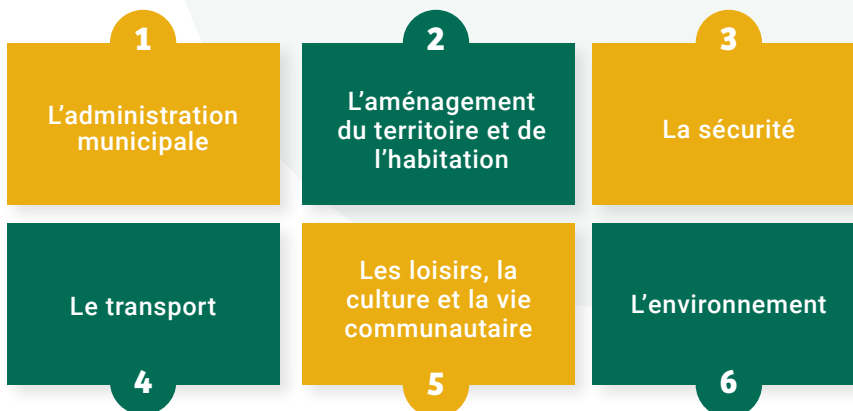 1
L'administration
municipale
2
L'aménagement
du territoire et de
l'habitation
3
La sécurité
Le transport
4
Les loisirs, la
culture et la vie
communautaire
5
L'environnement
6